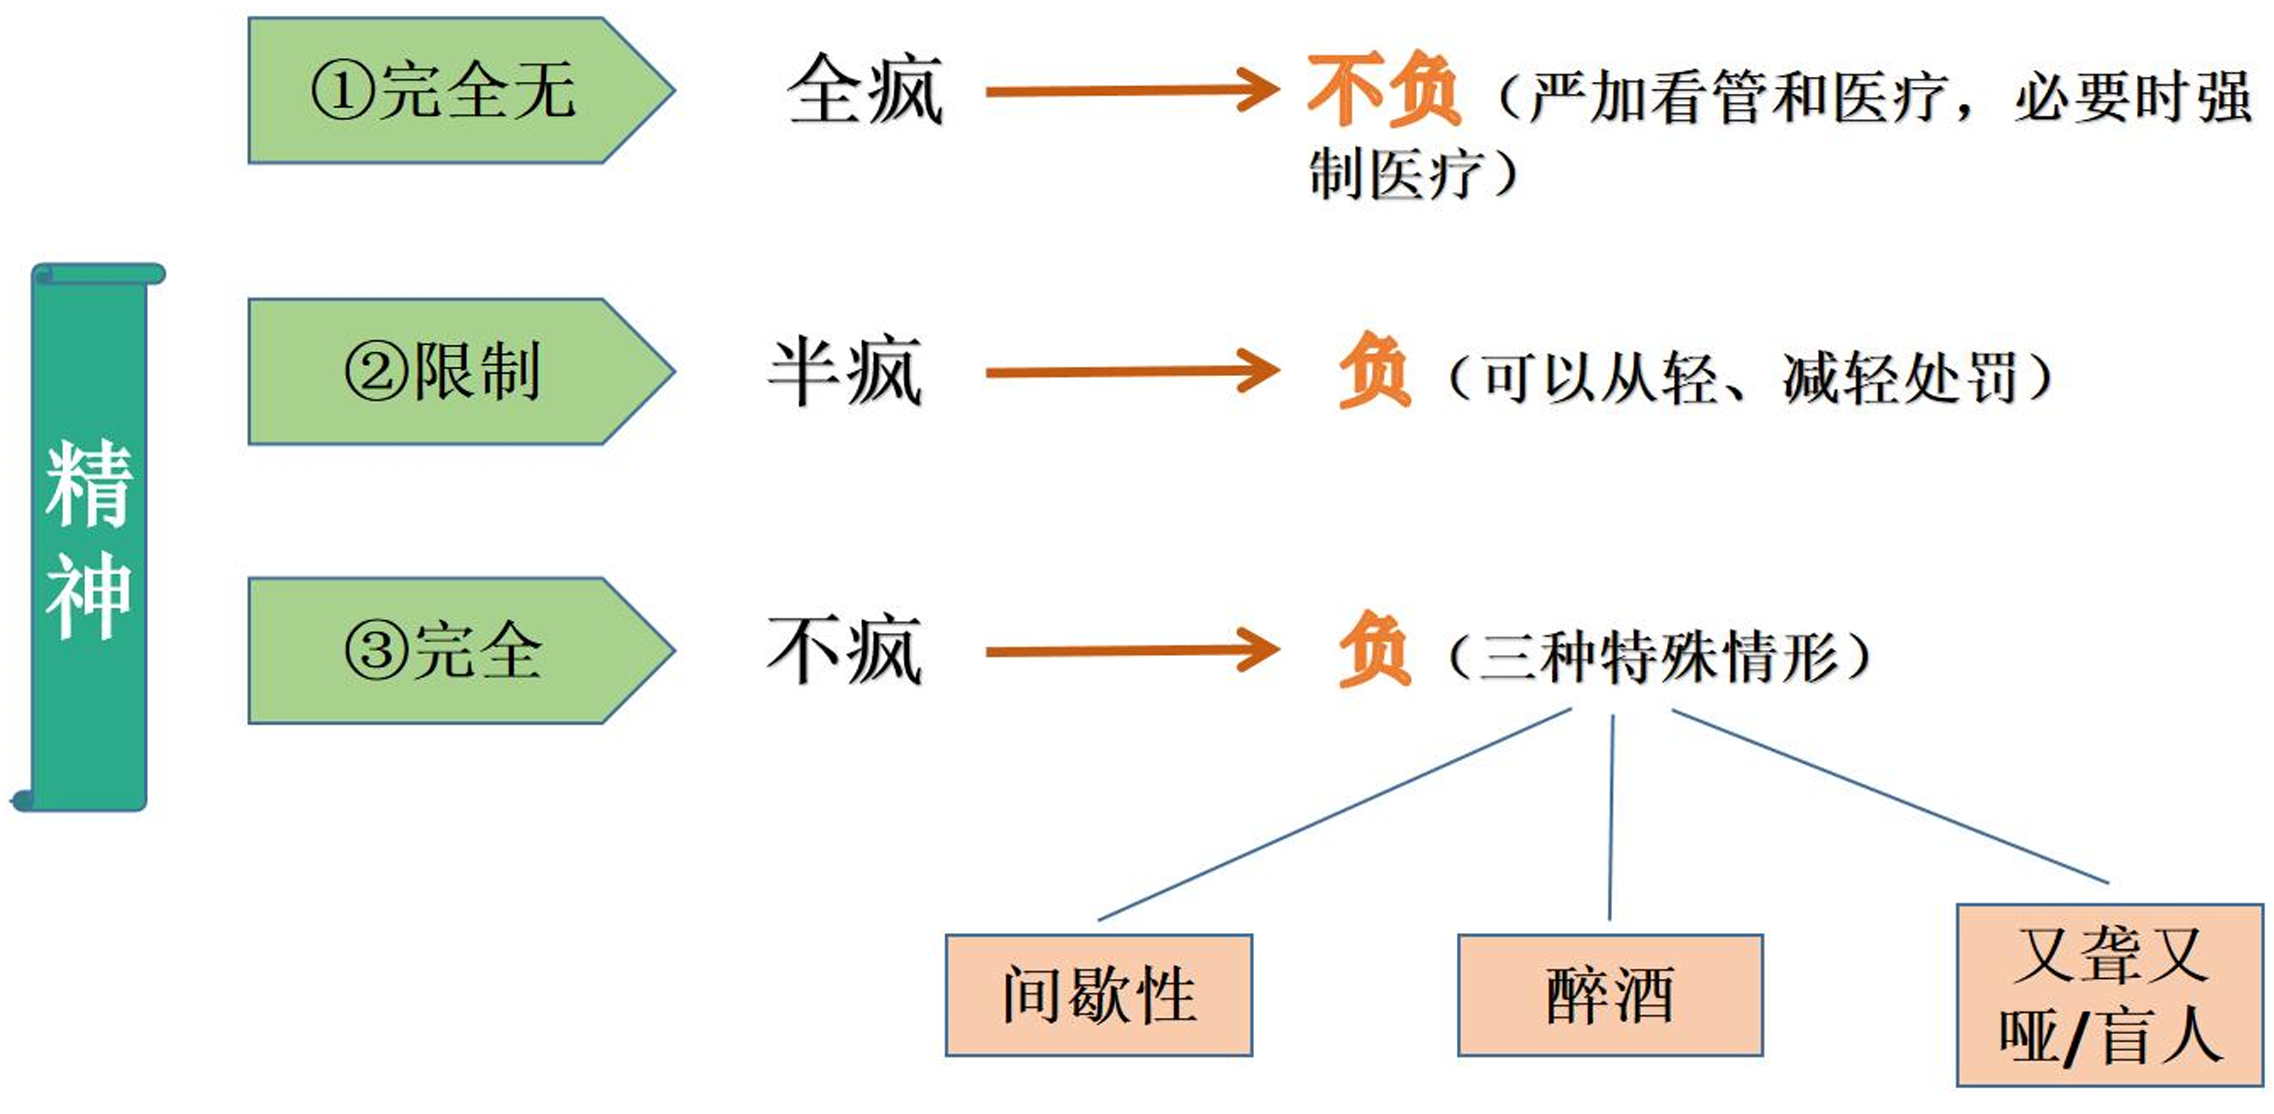 精
神
①完全无
全疯
不负（严加看管和医疗，必要时强
制医疗）
②限制
半疯
负（可以从轻、减轻处罚）
③完全
不疯
负（三种特殊情形）
间歇性
醉酒
又聋又
哑/盲人